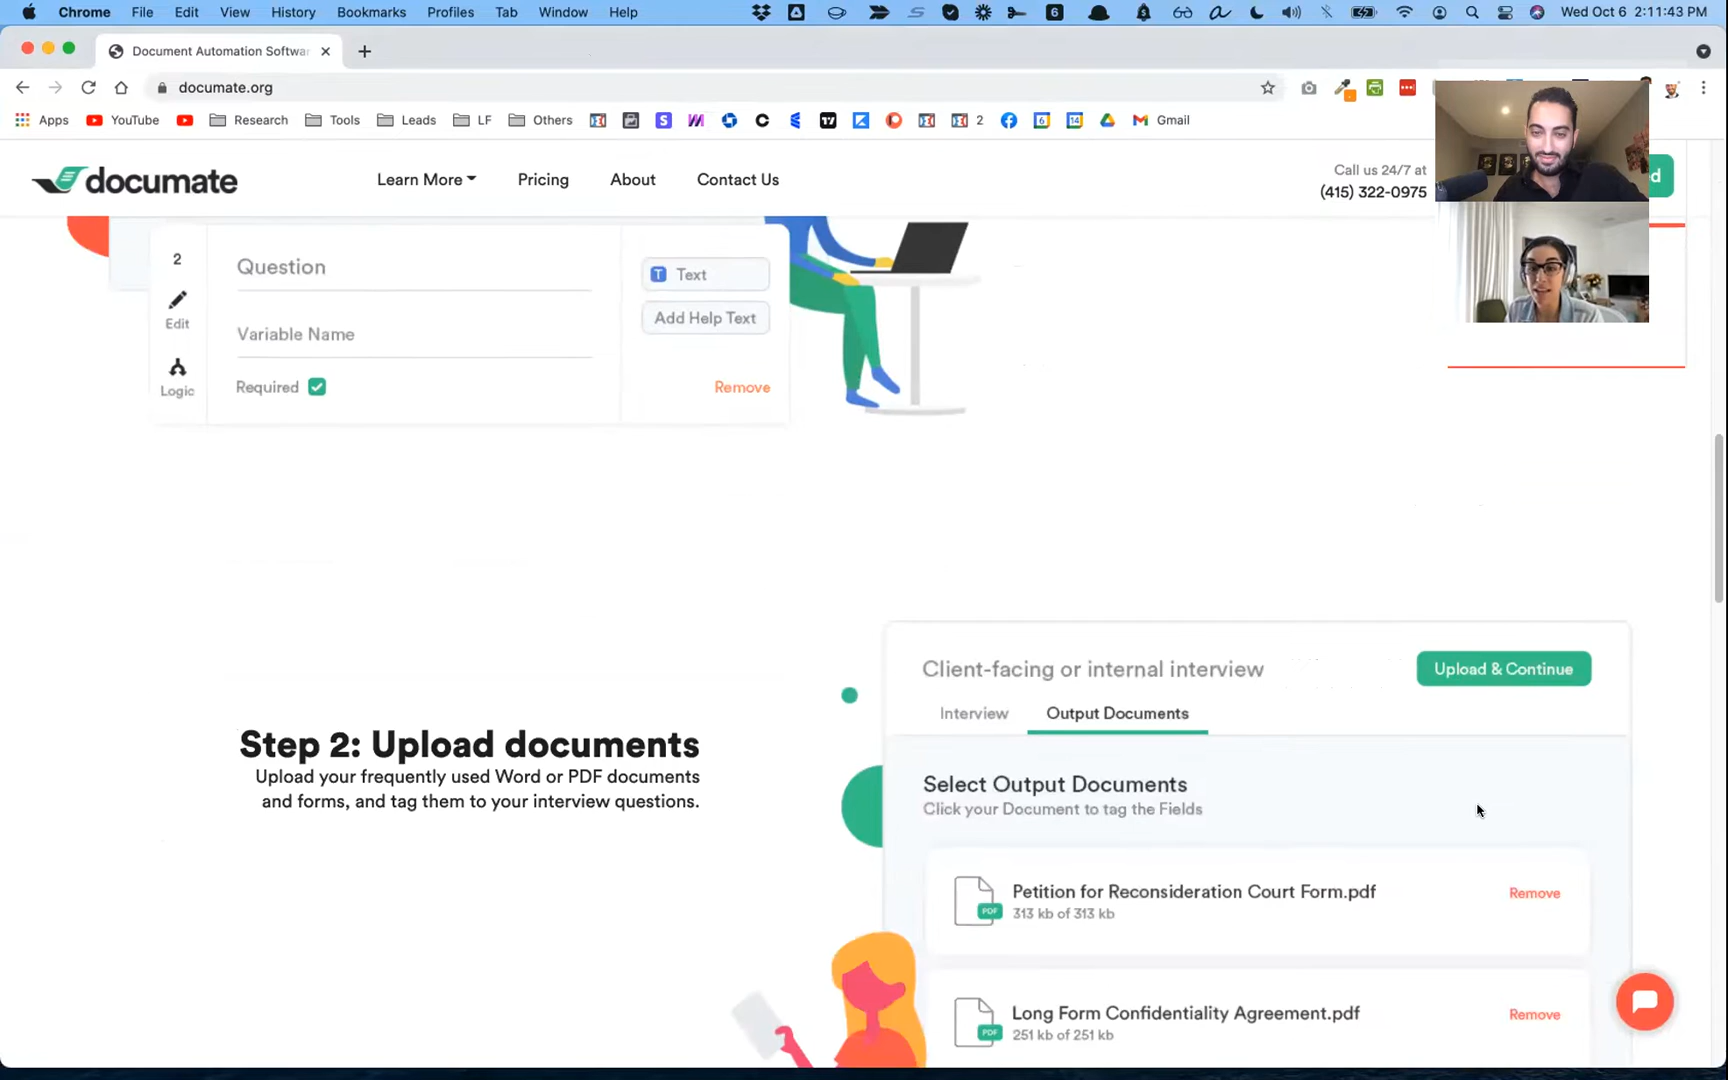 Chrome File Edit View History Bookmarks Profiles Tab Window Help 6 Wed Oct 6 2:11:43 PM
Document Automation Softwa
documate.org
Apps YouTube Research Tools Leads LF Others 2 6 14 Gmail
documate
Learn More Pricing About Contact Us
Call us 24/7 at
(415) 322-0975
2
Question
T Text
Edit
Variable Name
Add Help Text
Logic
Required
Remove
Client-facing or internal interview
Upload & Continue
Interview Output Documents
Step 2: Upload documents
Upload your frequently used Word or PDF documents
and forms, and tag them to your interview questions.
Select Output Documents
Click your Document to tag the Fields
PDF
Petition for Reconsideration Court Form.pdf
313 kb of 313 kb
Remove
PDF
Long Form Confidentiality Agreement.pdf
251 kb of 251 kb
Remove